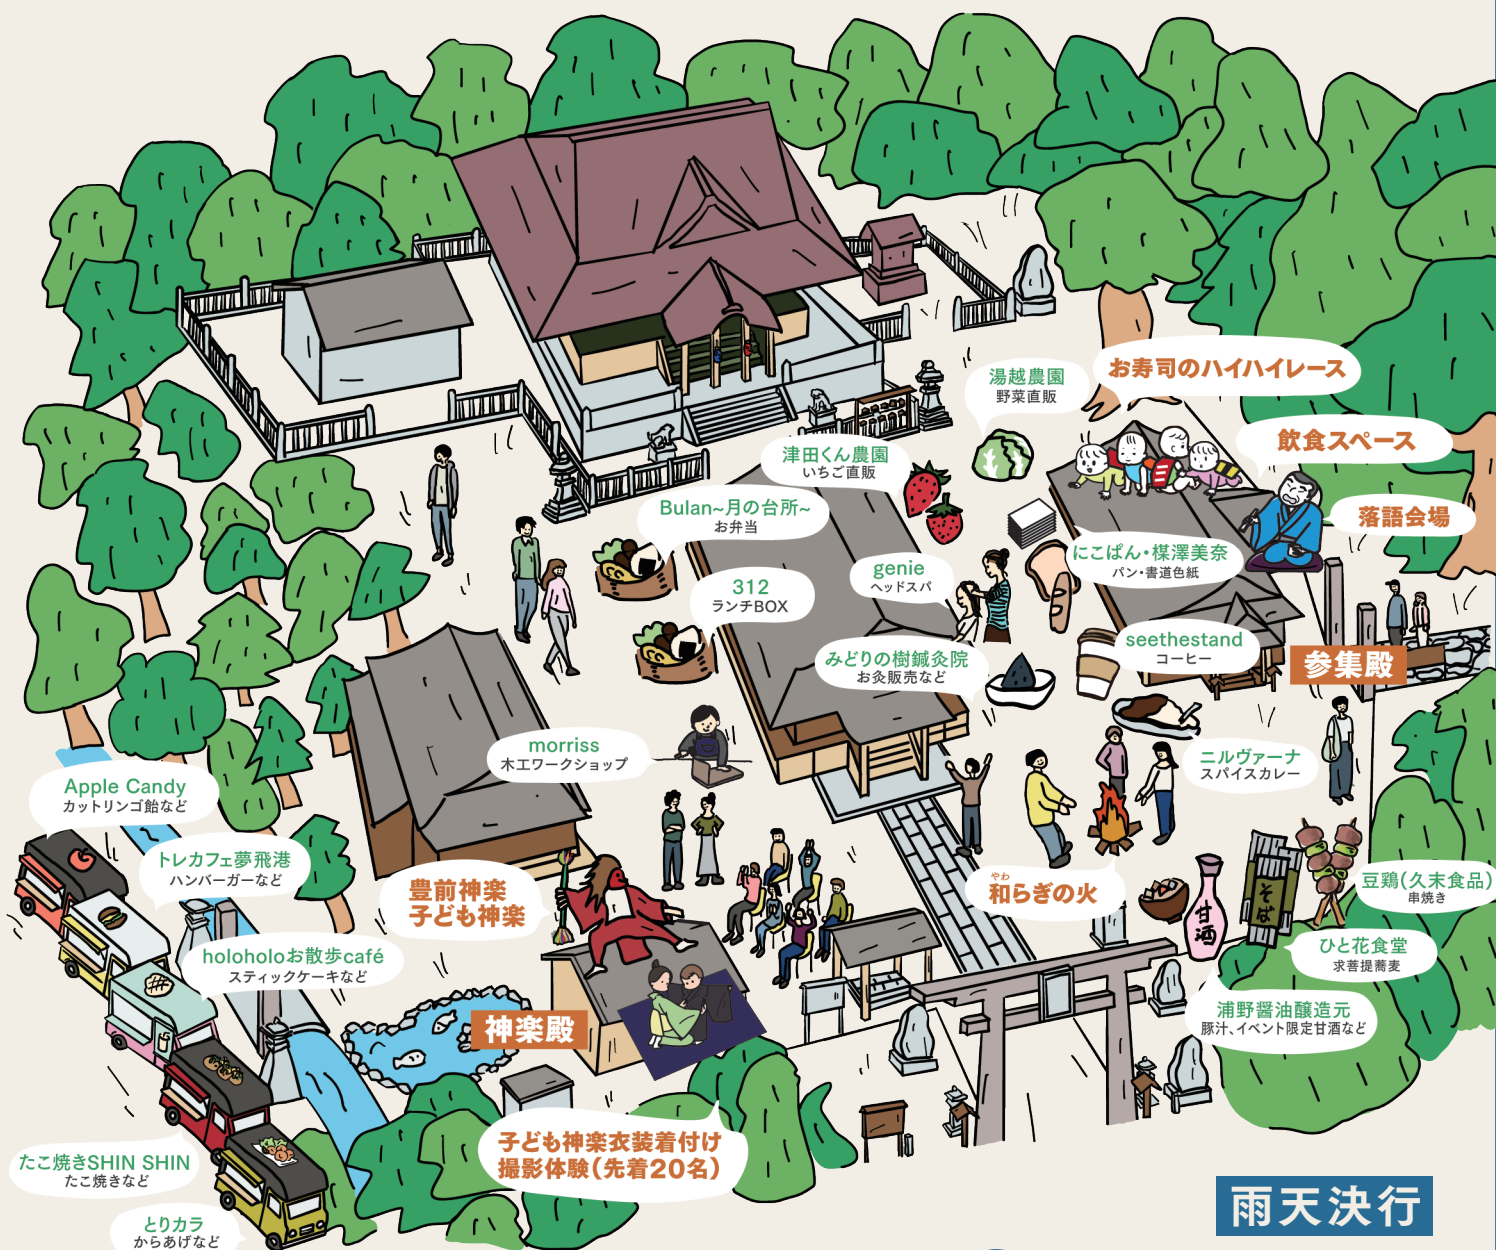 湯越農園
野菜直販
お寿司のハイハイレース
飲食スペース
津田くん農園
いちご直販
落語会場
Bulan~月の台所~
お弁当
にこぱん・楳澤美奈
パン・書道色紙
genie
ヘッドスパ
312
ランチBOX
seethestand
コーヒー
参集殿
みどりの樹鍼灸院
お灸販売など
morriss
木工ワークショップ
ニルヴァーナ
スパイスカレー
Apple Candy
カットリンゴ飴など
トレカフェ夢飛港
ハンバーガーなど
豊前神楽
子ども神楽
やわ
和らぎの火
豆鶏(久末食品)
串焼き
そば
甘酒
ひと花食堂
求菩提蕎麦
holoholoお散歩café
スティックケーキなど
浦野醤油醸造元
豚汁、イベント限定甘酒など
神楽殿
子ども神楽衣装着付け
撮影体験(先着20名)
たこ焼きSHIN SHIN
たこ焼きなど
とりカラ
からあげなど
雨天決行